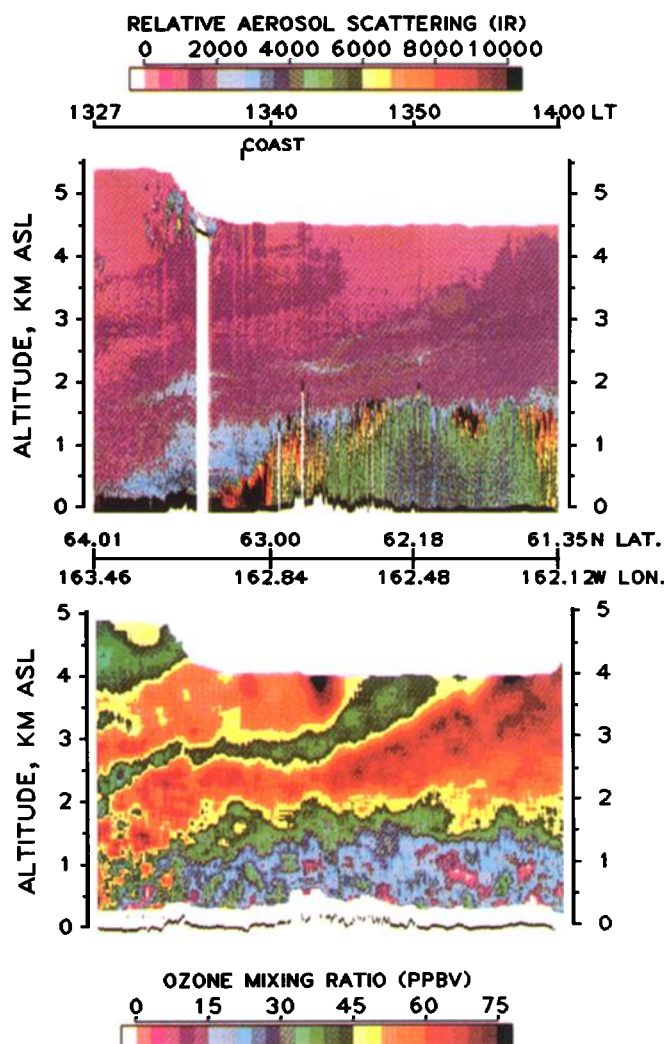 RELATIVE AEROSOL SCATTERING (IR)
0 2000 4000 6000 8000 10000
1327 1340 1350 1400 LT
COAST
5 5
4 4
3 3
2 2
1 1
0 0
ALTITUDE, KM ASL
64.01 63.00 62.18 61.35 N LAT.
163.46 162.84 162.48 162.12W LON.
5 5
4 4
3 3
2 2
1 1
0 0
ALTITUDE, KM ASL
OZONE MIXING RATIO (PPBV)
0 15 30 45 60 75